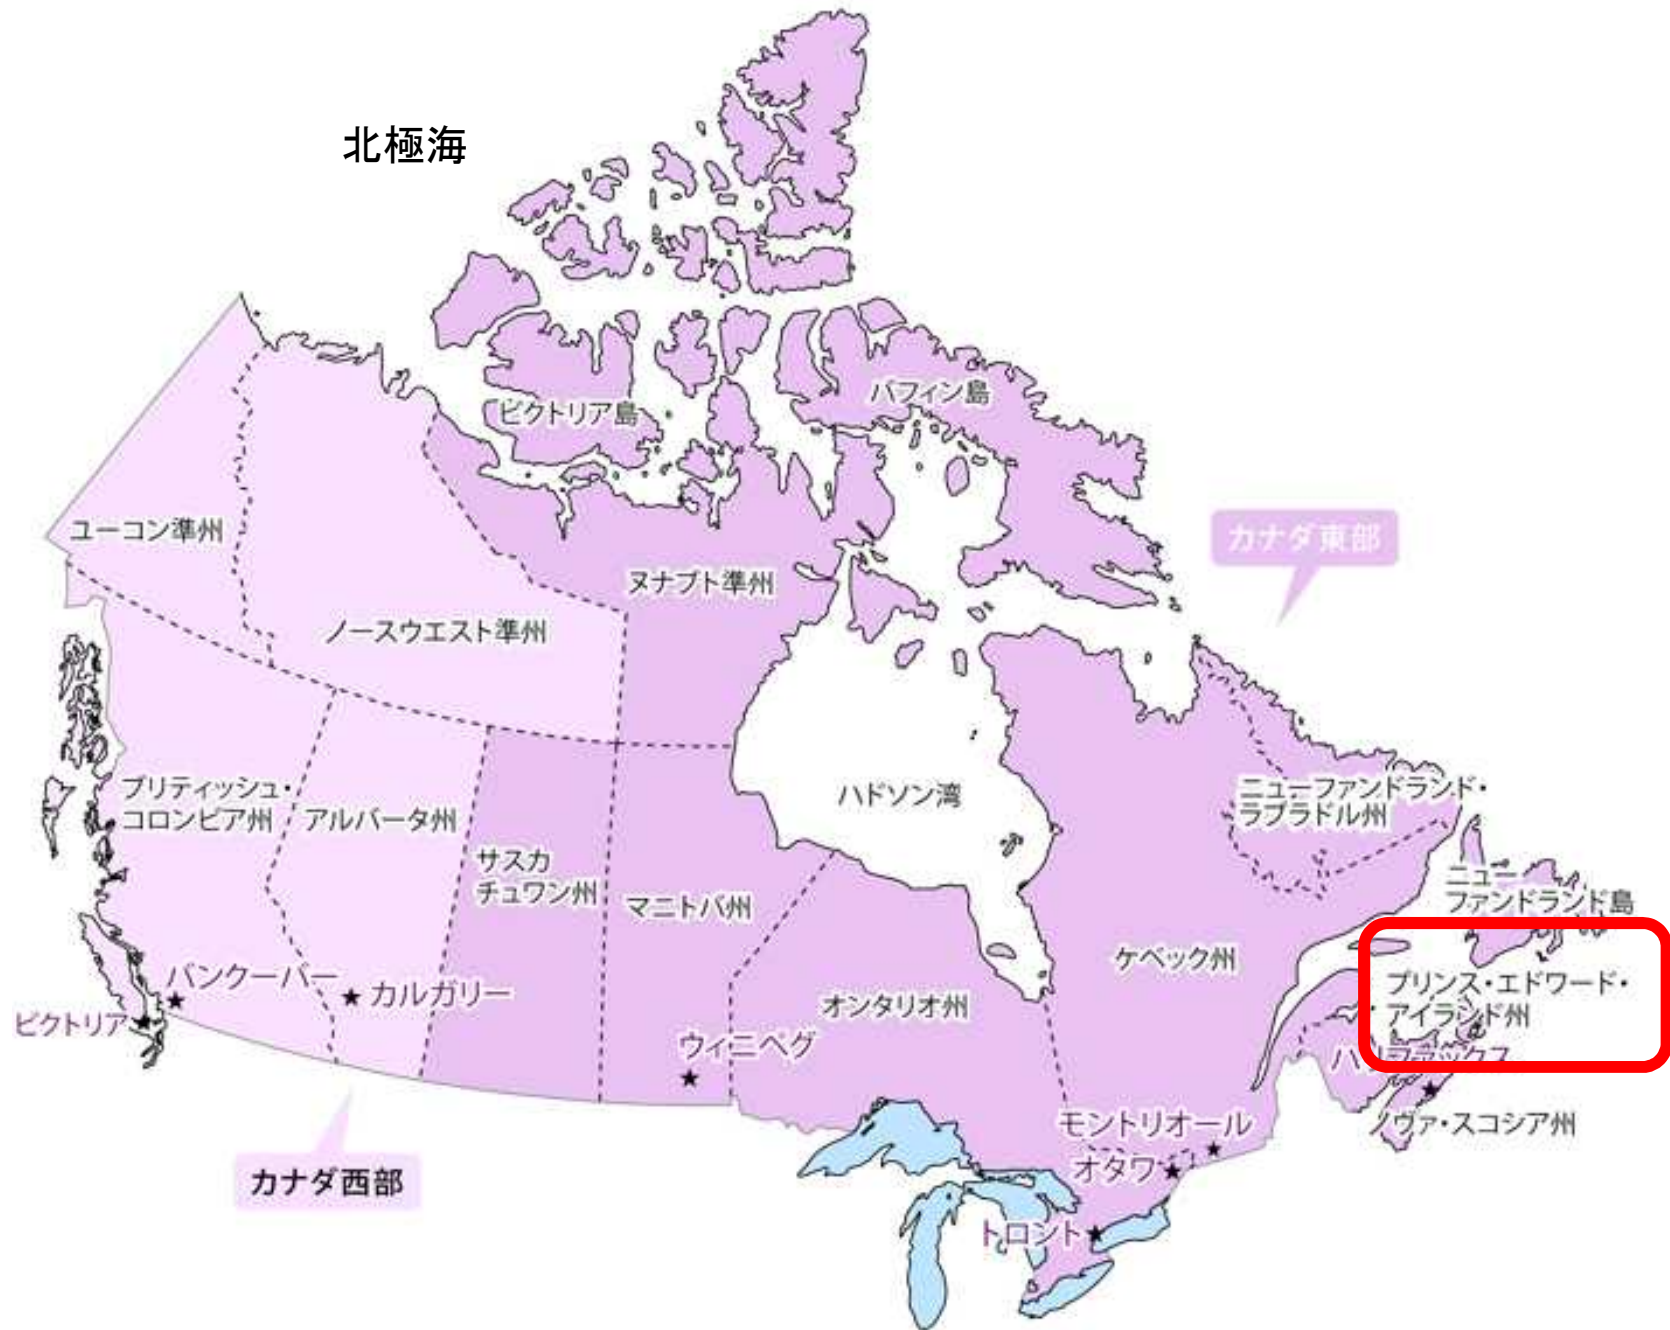 北極海
バフィン島
ビクトリア島
ユーコン準州
カナダ東部
ヌナブト準州
ノースウエスト準州
ブリティッシュ・
コロンビア州
アルバータ州
ハドソン湾
ニューファンドランド・
ラブラドル州
サスカ
チュワン州
マニトバ州
ニュー
ファンドランド島
ケベック州
バンクーバー
カルガリー
プリンス・エドワード・
アイランド州
オンタリオ州
ビクトリア
ウィニペグ
ハリファックス
モントリオール
ノヴァ・スコシア州
オタワ
カナダ西部
トロント